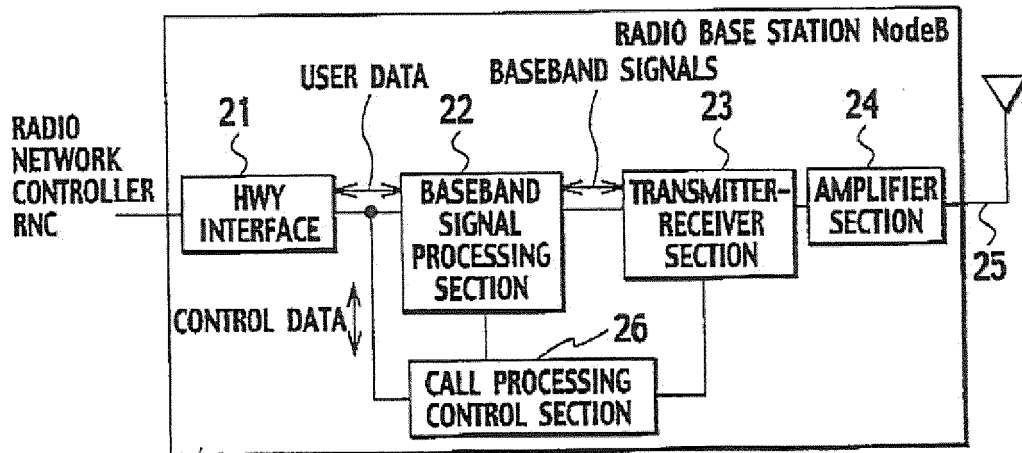 RADIO BASE STATION NodeB
USER DATA
BASEBAND SIGNALS
21
22
23
24
RADIO
NETWORK
CONTROLLER
RNC
HWY
INTERFACE
BASEBAND
SIGNAL
PROCESSING
SECTION
TRANSMITTER-
RECEIVER
SECTION
AMPLIFIER
SECTION
25
CONTROL DATA
26
CALL PROCESSING
CONTROL SECTION